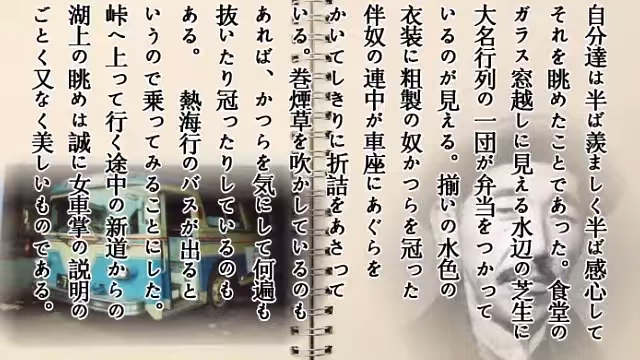 自分達は半ば羨ましく半ば感心して
それを眺めたことであった。食堂の
ガラス窓越しに見える水辺の芝生に
大名行列の一団が弁当をつかって
いるのが見える。揃いの水色の
衣装に粗製の奴かつらを冠った
伴奴の連中が車座にあぐらを
かいてしきりに折詰をあさって
いる。巻煙草を吹かしているのも
あれば、かつらを気にして何遍も
抜いたり冠ったりしているのも
ある。　熱海行のバスが出ると
いうので乗ってみることにした。
峠へ上って行く途中の新道からの
湖上の眺めは誠に女車掌の説明の
ごとく又なく美しいものである。